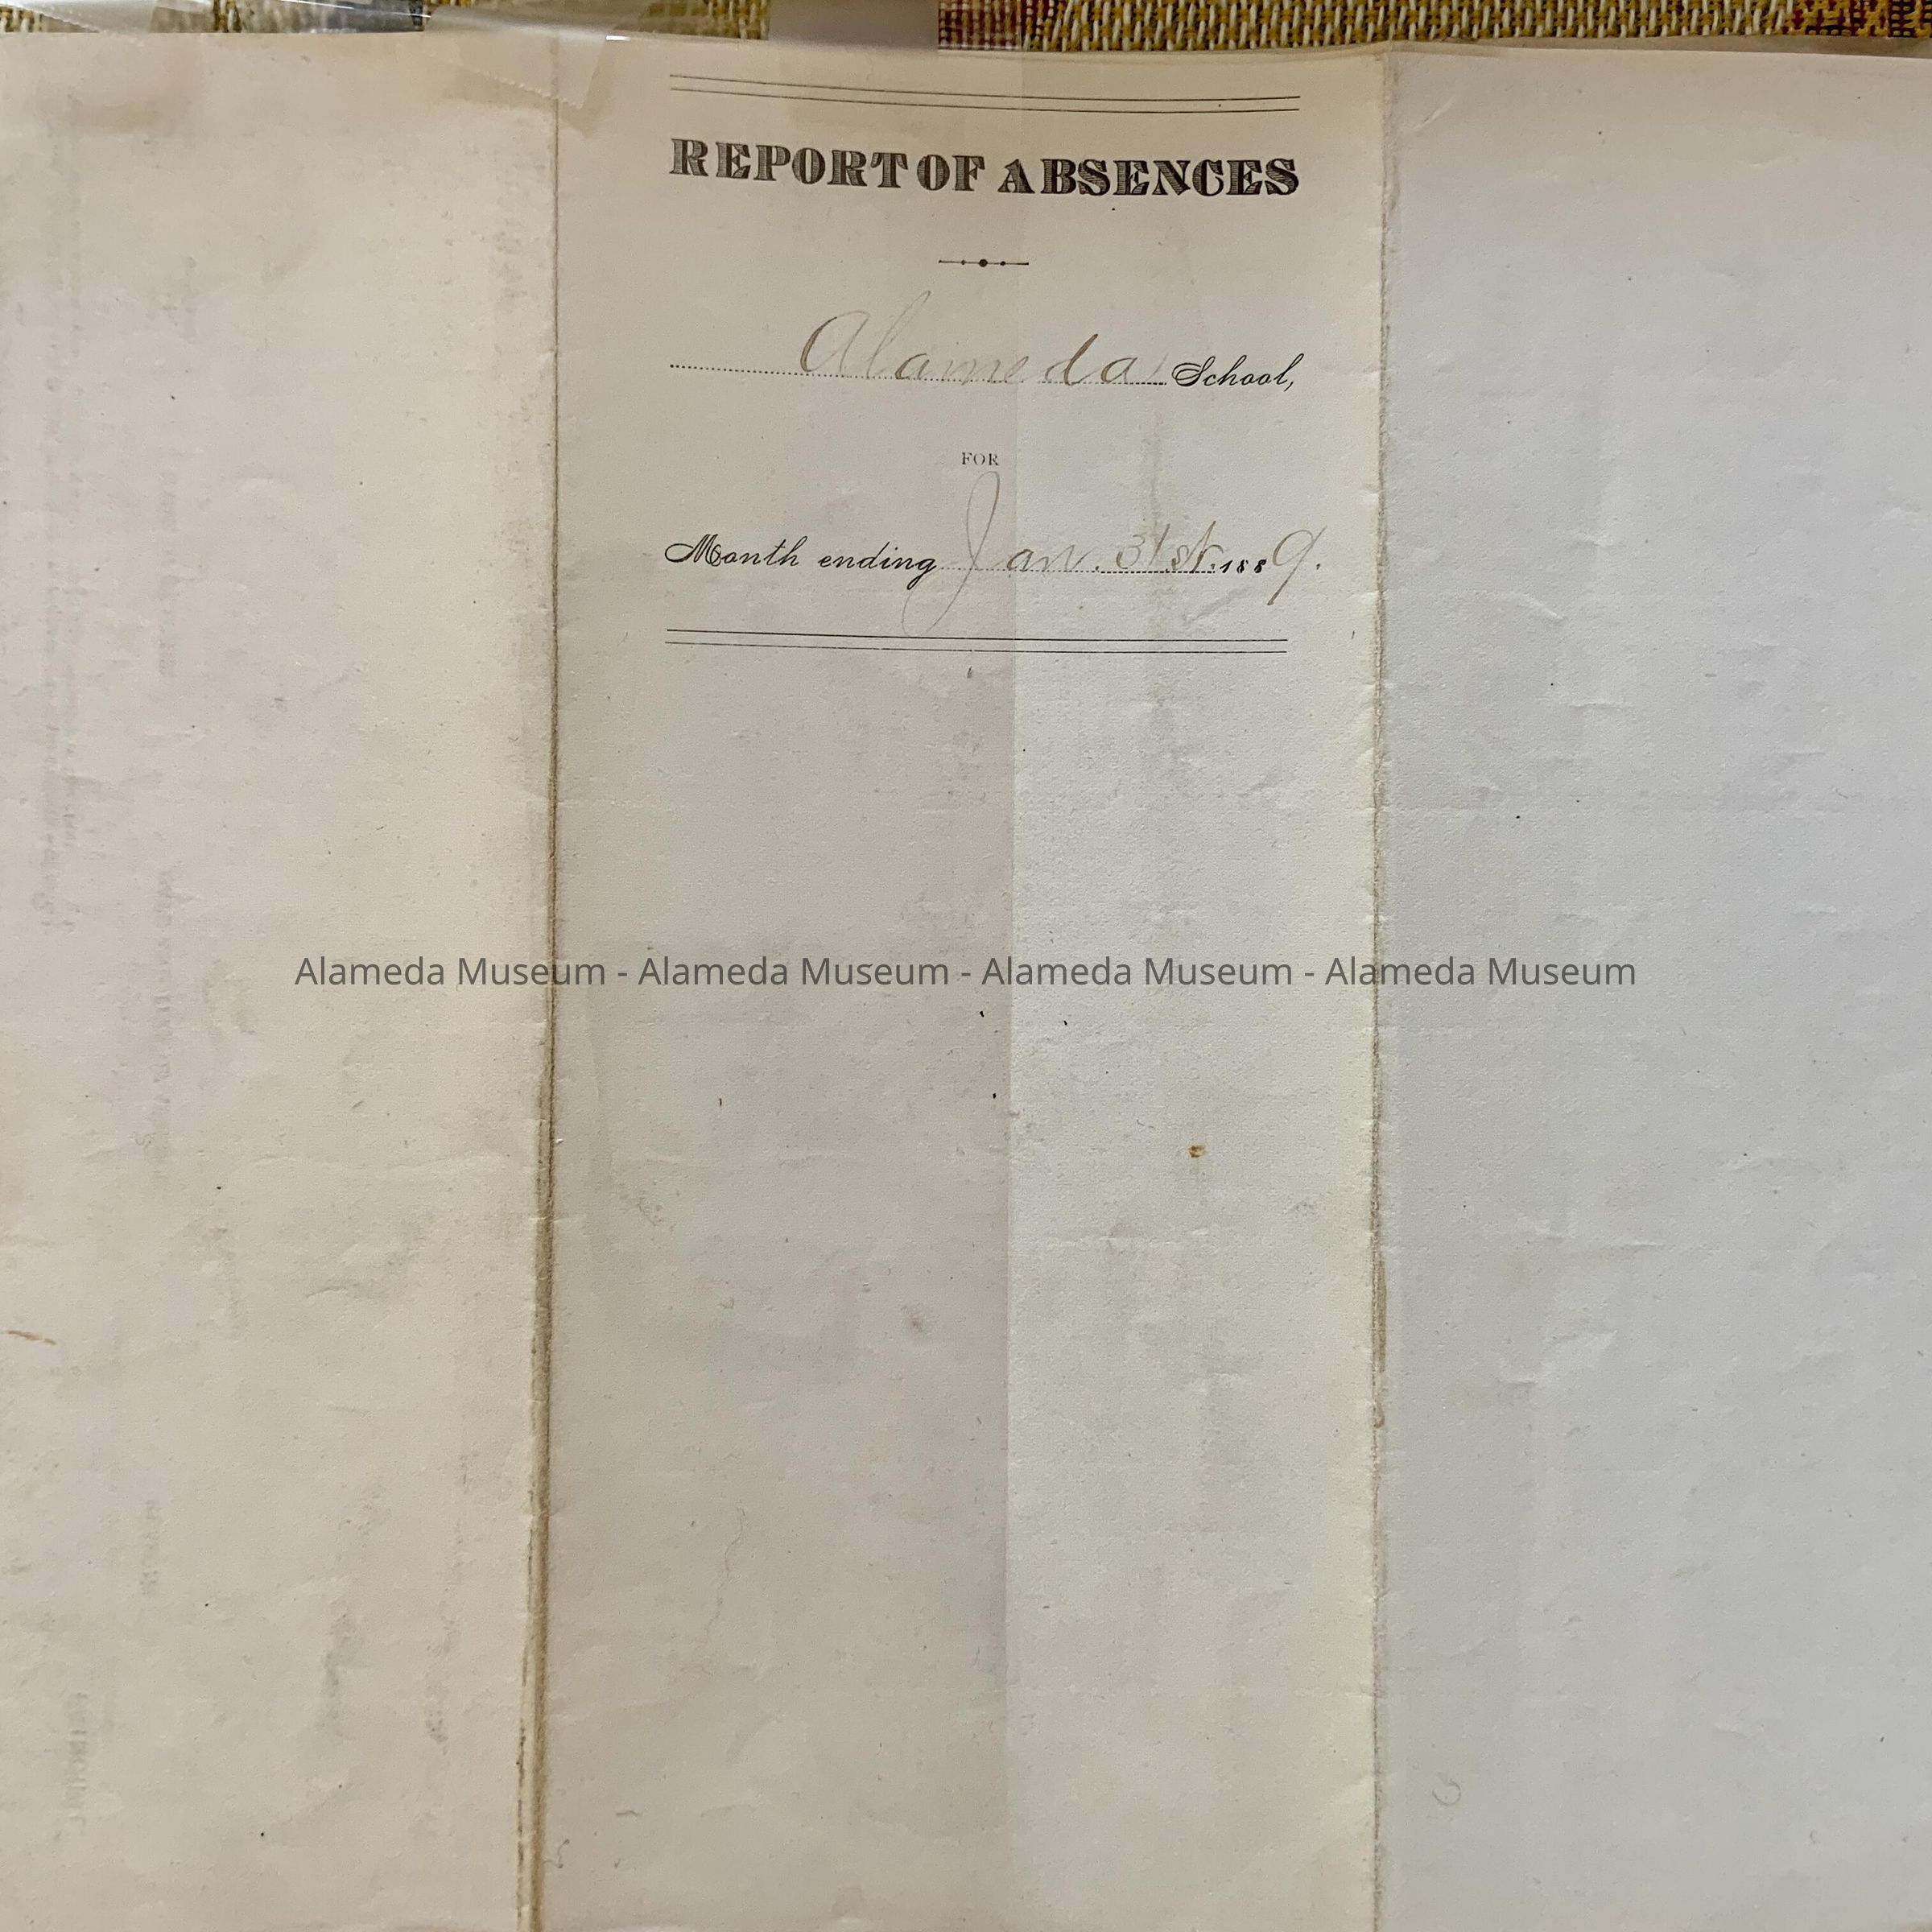 REPORT OF ABSENCES
Alameda School,
FOR
Month ending Jan. 31st. 1889.
Alameda Museum - Alameda Museum - Alameda Museum - Alameda Museum